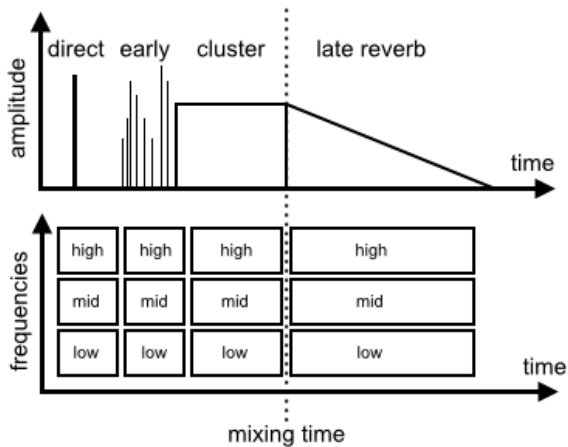 direct early cluster late reverb
amplitude
time
high high high high
mid mid mid mid
low low low low
frequencies
time
mixing time